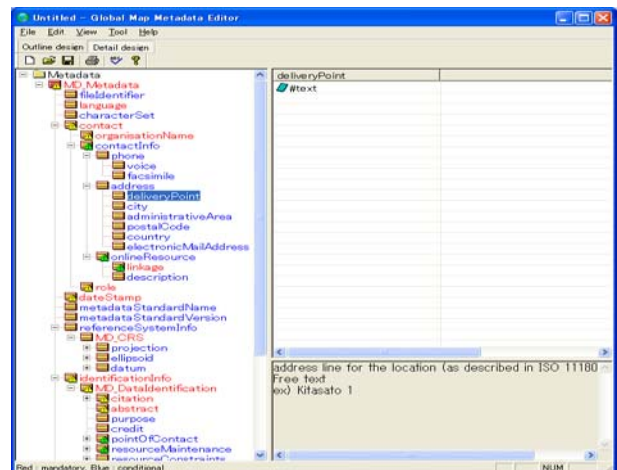 Untitled - Global Map Metadata Editor
File Edit View Tool Help
Outline design Detail design
Metadata
MD_Metadata
fileIdentifier
language
characterSet
contact
organisationName
contactInfo
phone
voice
facsimile
address
deliveryPoint
city
administrativeArea
postalCode
country
electronicMailAddress
onlineResource
linkage
description
role
dateStamp
metadataStandardName
metadataStandardVersion
referenceSystemInfo
MD_CRS
projection
ellipsoid
datum
identificationInfo
MD_DataIdentification
citation
abstract
purpose
credit
pointOfContact
resourceMaintenance
resourceConstraints
deliveryPoint
#text
address line for the location (as described in ISO 11180
Free text
ex) Kitasato 1
Red : mandatory, Blue : conditional
NUM